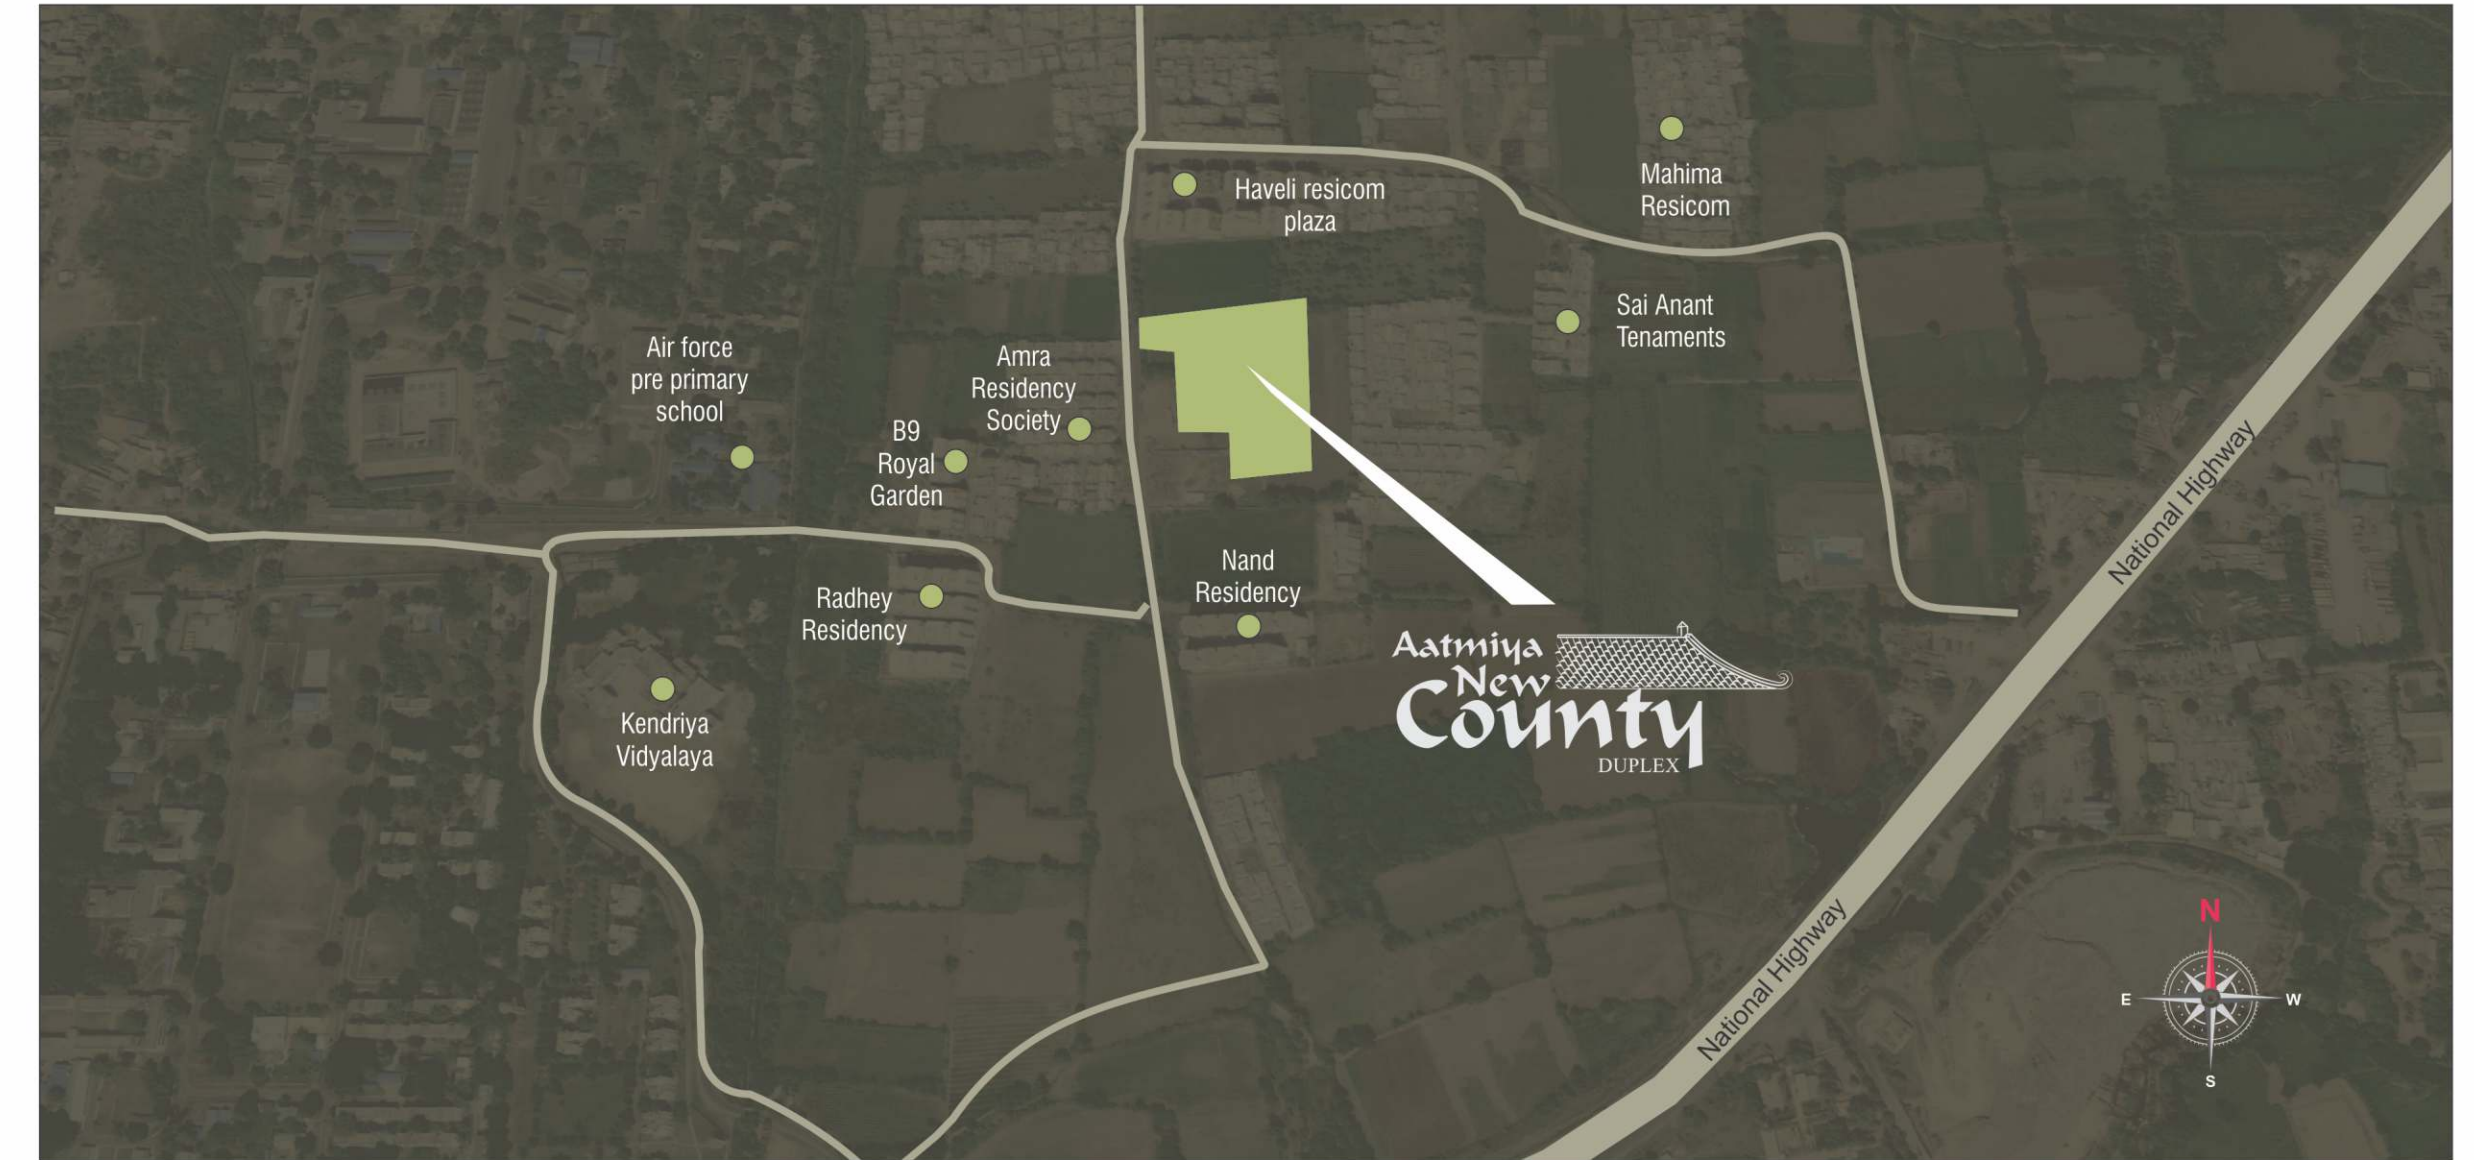 Haveli resicom
plaza
Mahima
Resicom
Sai Anant
Tenaments
Air force
pre primary
school
Amra
Residency
Society
B9
Royal
Garden
Nand
Residency
Radhey
Residency
Kendriya
Vidyalaya
Aatmiya
New
County
DUPLEX
National Highway
National Highway
N
E
W
S